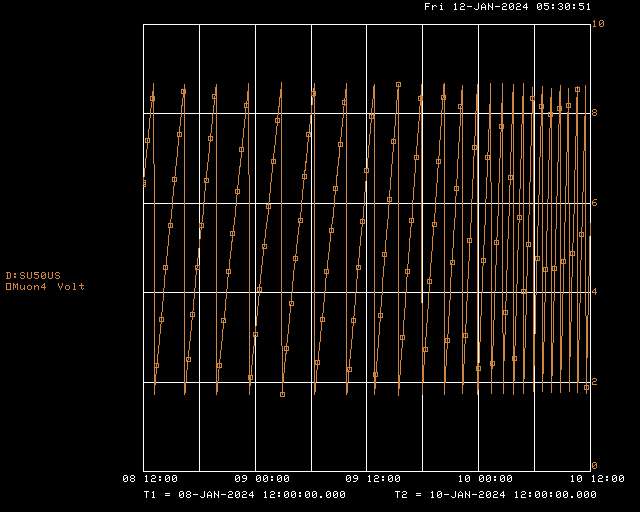 Fri 12-JAN-2024 05:30:51
10
8
6
D:SU50US
Muon4 Volt
4
2
0
08 12:00 09 00:00 09 12:00 10 00:00 10 12:00
T1 = 08-JAN-2024 12:00:00.000 T2 = 10-JAN-2024 12:00:00.000